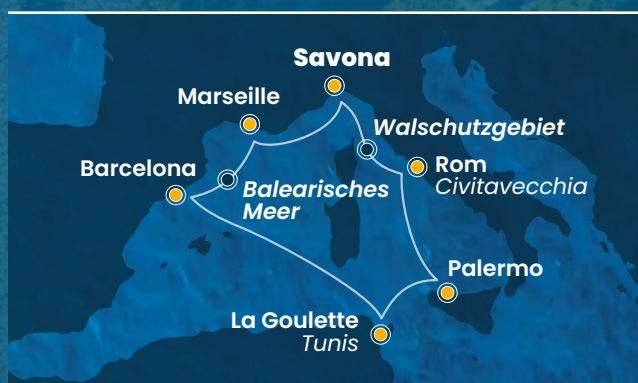 Savona
Marseille
Walschutzgebiet
Barcelona
Rom
Civitavecchia
Balearisches
Meer
Palermo
La Goulette
Tunis